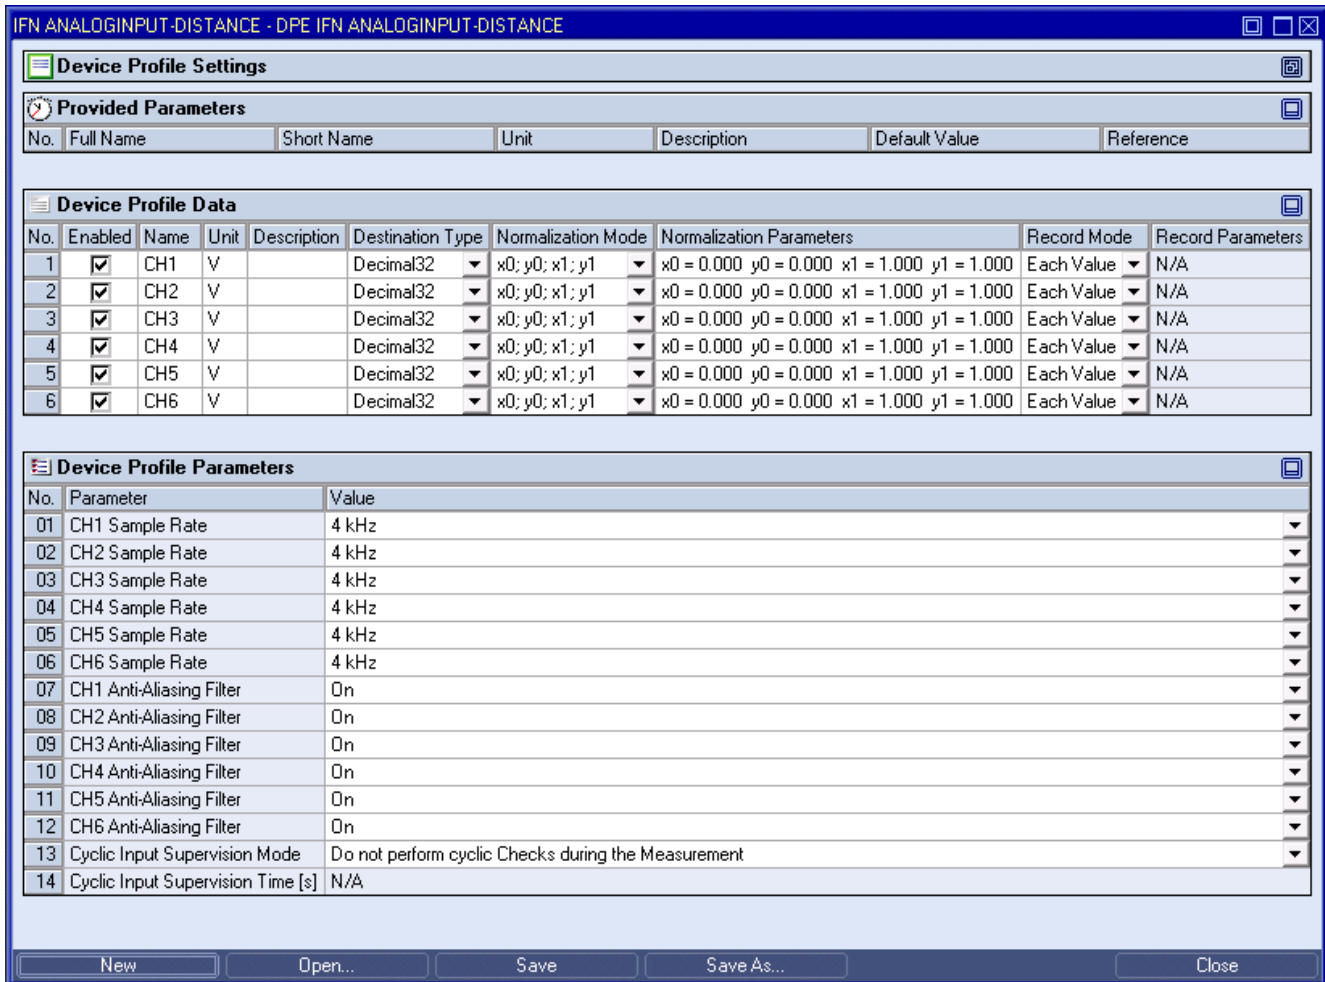 IFN ANALOGINPUT-DISTANCE - DPE IFN ANALOGINPUT-DISTANCE
Device Profile Settings
Provided Parameters
No. Full Name Short Name Unit Description Default Value Reference
Device Profile Data
No. Enabled Name Unit Description Destination Type Normalization Mode Normalization Parameters Record Mode Record Parameters
1 CH1 V Decimal32 x0; y0; x1; y1 x0 = 0.000 y0 = 0.000 x1 = 1.000 y1 = 1.000 Each Value N/A
2 CH2 V Decimal32 x0; y0; x1; y1 x0 = 0.000 y0 = 0.000 x1 = 1.000 y1 = 1.000 Each Value N/A
3 CH3 V Decimal32 x0; y0; x1; y1 x0 = 0.000 y0 = 0.000 x1 = 1.000 y1 = 1.000 Each Value N/A
4 CH4 V Decimal32 x0; y0; x1; y1 x0 = 0.000 y0 = 0.000 x1 = 1.000 y1 = 1.000 Each Value N/A
5 CH5 V Decimal32 x0; y0; x1; y1 x0 = 0.000 y0 = 0.000 x1 = 1.000 y1 = 1.000 Each Value N/A
6 CH6 V Decimal32 x0; y0; x1; y1 x0 = 0.000 y0 = 0.000 x1 = 1.000 y1 = 1.000 Each Value N/A
Device Profile Parameters
No. Parameter Value
01 CH1 Sample Rate 4 kHz
02 CH2 Sample Rate 4 kHz
03 CH3 Sample Rate 4 kHz
04 CH4 Sample Rate 4 kHz
05 CH5 Sample Rate 4 kHz
06 CH6 Sample Rate 4 kHz
07 CH1 Anti-Aliasing Filter On
08 CH2 Anti-Aliasing Filter On
09 CH3 Anti-Aliasing Filter On
10 CH4 Anti-Aliasing Filter On
11 CH5 Anti-Aliasing Filter On
12 CH6 Anti-Aliasing Filter On
13 Cyclic Input Supervision Mode Do not perform cyclic Checks during the Measurement
14 Cyclic Input Supervision Time [s] N/A
New Open... Save Save As... Close